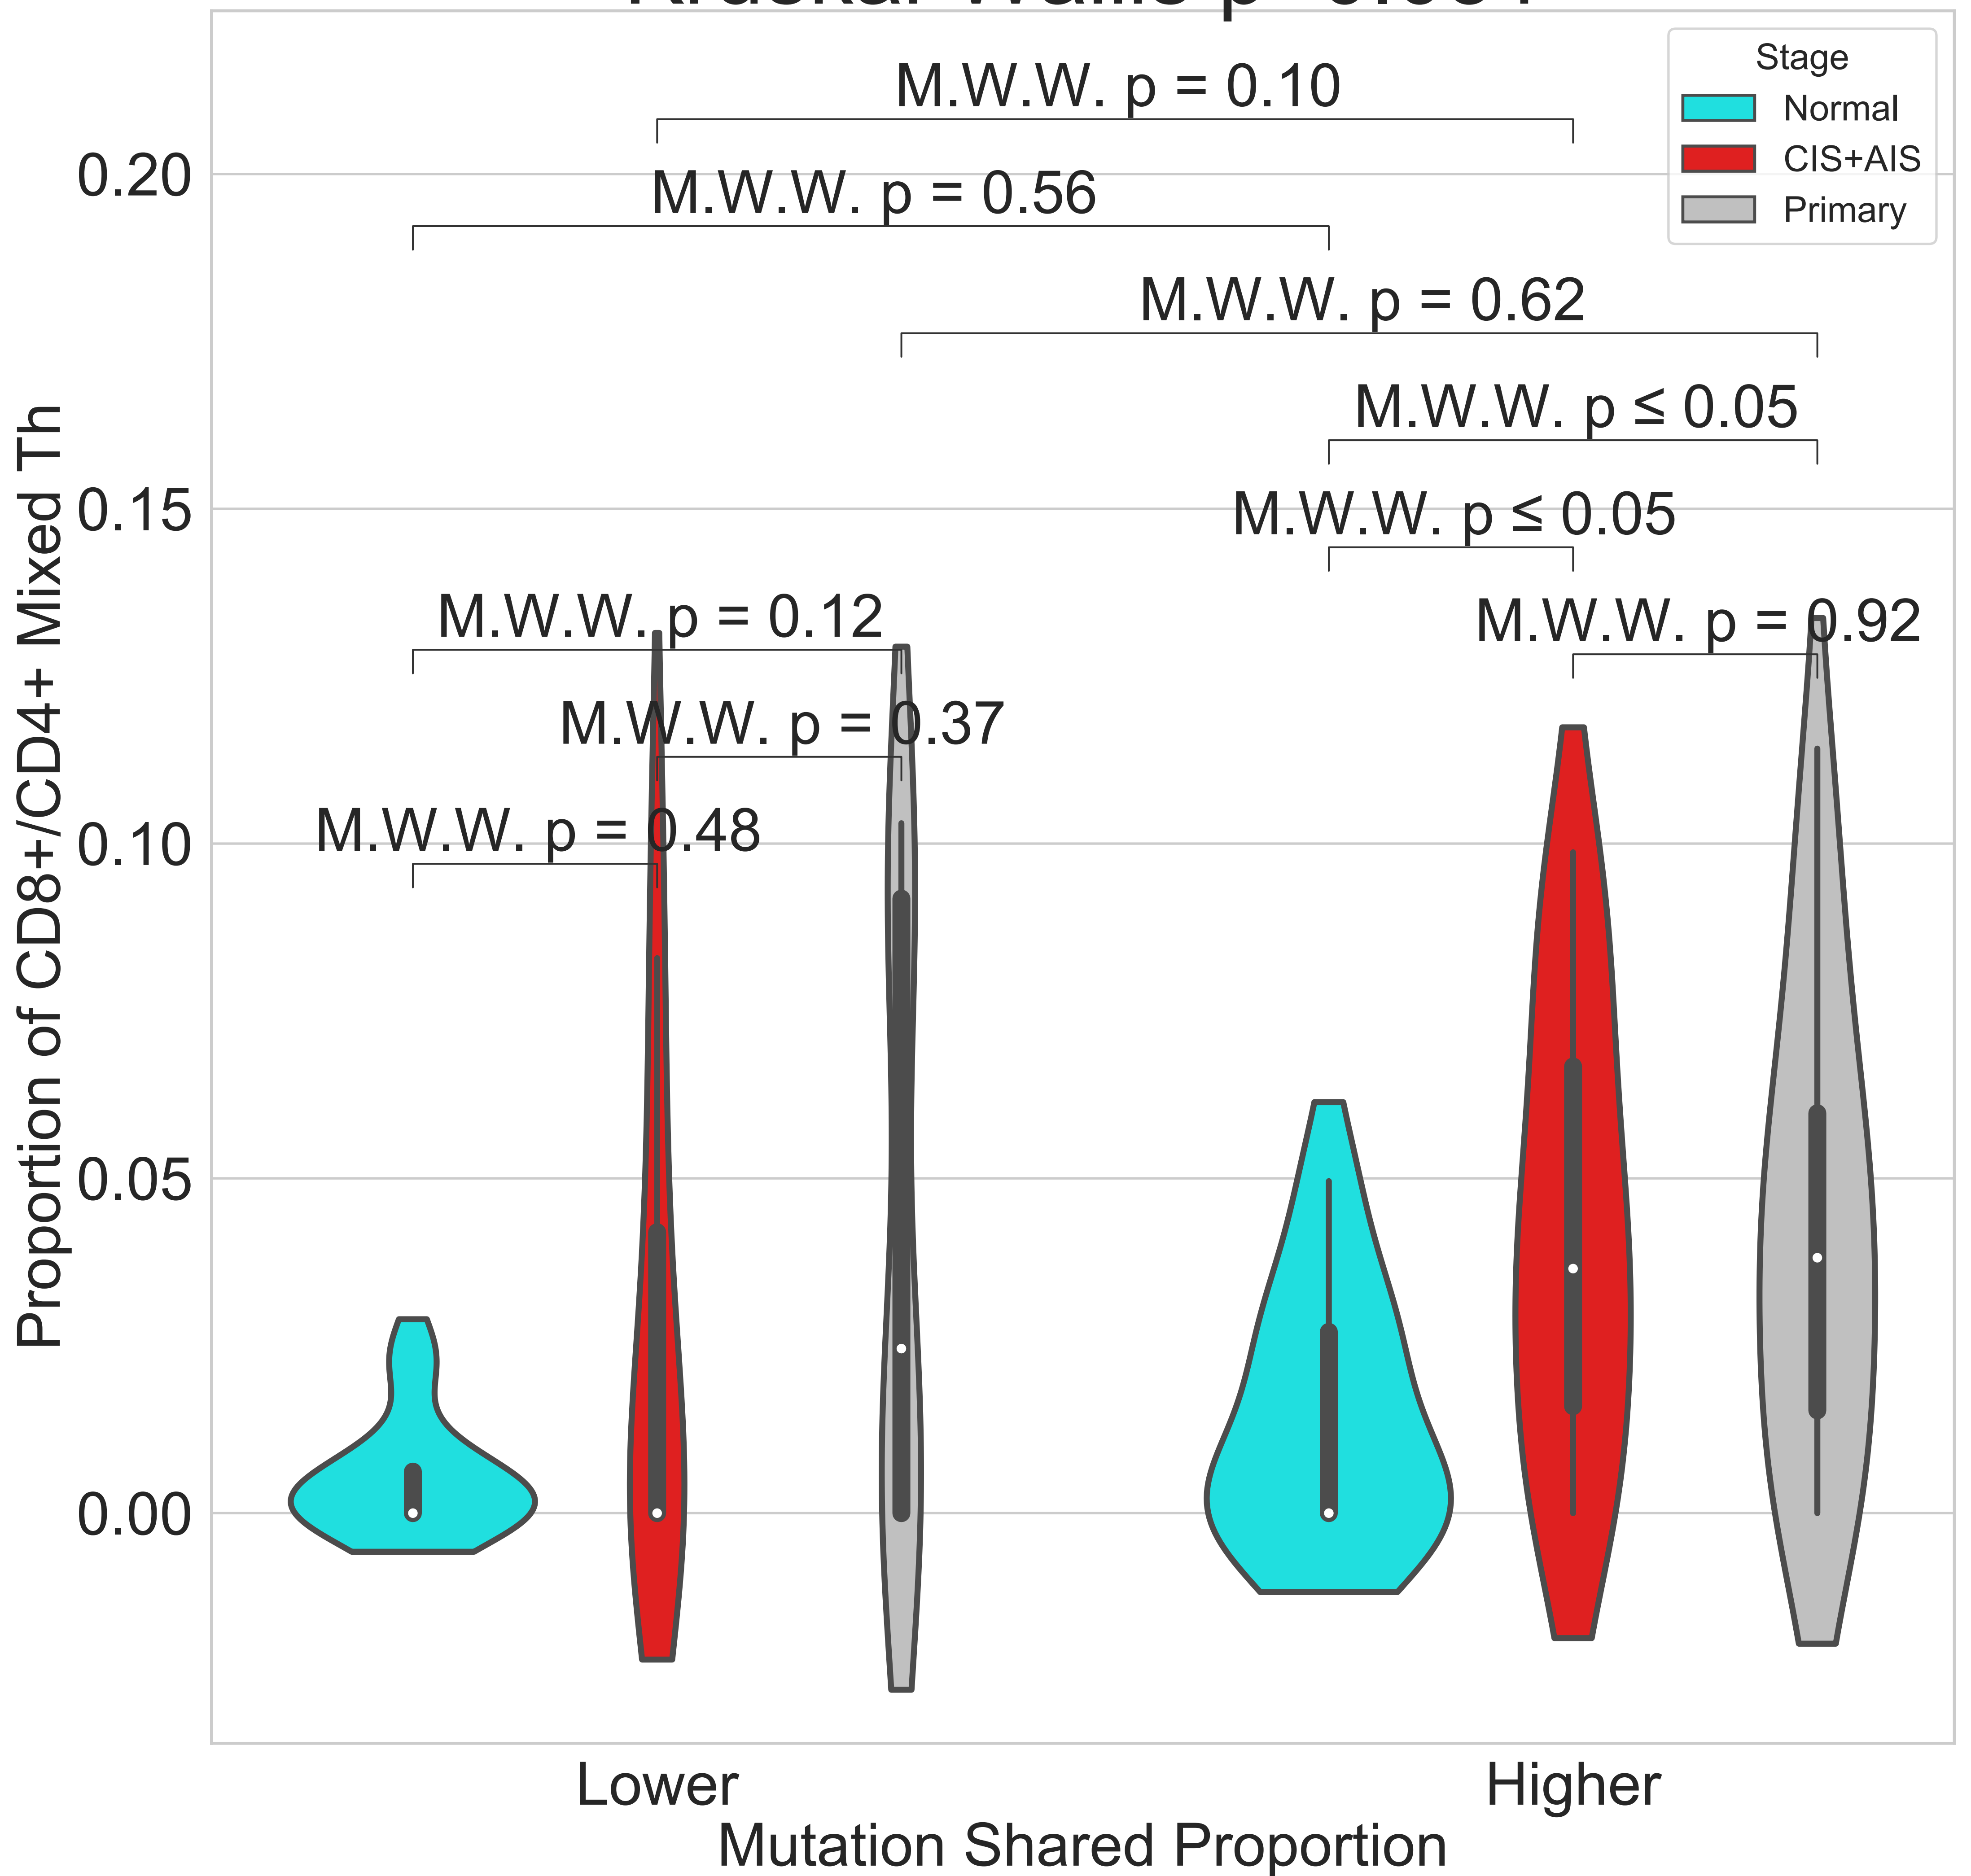 Stage
Normal
CIS+AIS
Primary
M.W.W. p = 0.10
M.W.W. p = 0.56
M.W.W. p = 0.62
M.W.W. p ≤ 0.05
M.W.W. p ≤ 0.05
M.W.W. p = 0.12
M.W.W. p = 0.92
M.W.W. p = 0.37
M.W.W. p = 0.48
0.20
0.15
0.10
0.05
0.00
Proportion of CD8+/CD4+ Mixed Th
Lower
Higher
Mutation Shared Proportion